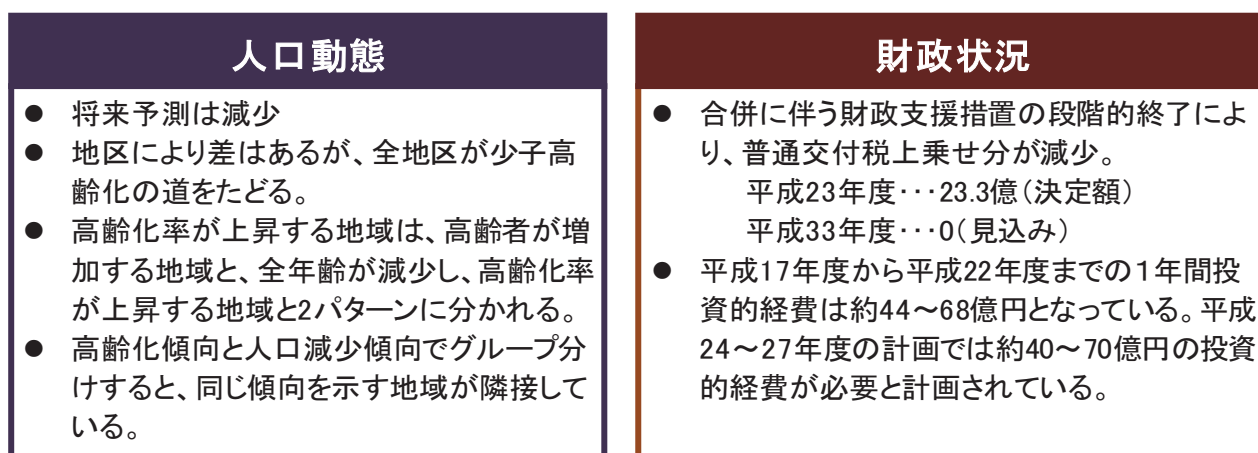 人口動態
● 将来予測は減少
● 地区により差はあるが、全地区が少子高
齢化の道をたどる。
● 高齢化率が上昇する地域は、高齢者が増
加する地域と、全年齢が減少し、高齢化率
が上昇する地域と2パターンに分かれる。
● 高齢化傾向と人口減少傾向でグループ分
けすると、同じ傾向を示す地域が隣接して
いる。
財政状況
● 合併に伴う財政支援措置の段階的終了によ
り、普通交付税上乗せ分が減少。
平成23年度･･･23.3億(決定額)
平成33年度･･･0(見込み)
● 平成17年度から平成22年度までの1年間投
資的経費は約44～68億円となっている。平成
24～27年度の計画では約40～70億円の投資
的経費が必要と計画されている。